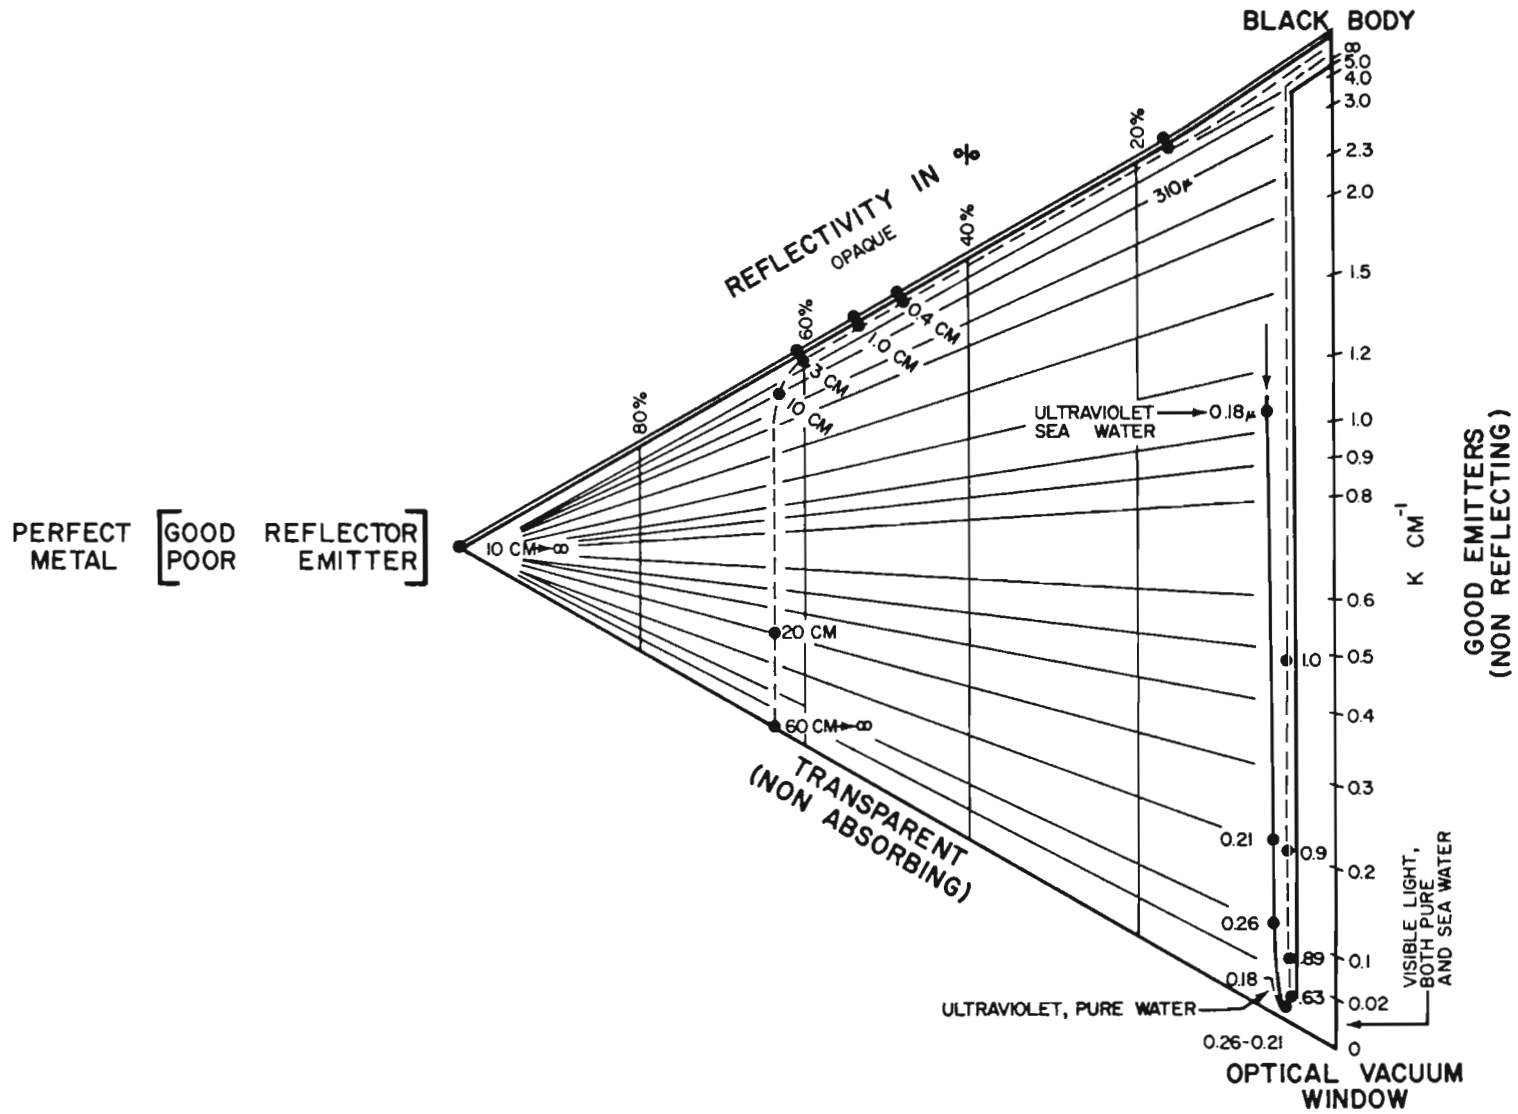 BLACK BODY
∞
5.0
4.0
3.0
2.3
2.0
1.5
1.2
1.0
0.9
0.8
0.6
0.5
0.4
0.3
0.2
0.1
0.02
0
K CM⁻¹
GOOD EMITTERS
(NON REFLECTING)
REFLECTIVITY IN %
OPAQUE
80%
60%
40%
20%
310μ
0.4 CM
1.0 CM
3 CM
10 CM
20 CM
60 CM→∞
10 CM→∞
PERFECT METAL
[GOOD REFLECTOR
POOR EMITTER]
ULTRAVIOLET → 0.18μ
SEA WATER
1.0
0.21
0.9
0.26
.89
0.18
.63
ULTRAVIOLET, PURE WATER
0.26-0.21
TRANSPARENT
(NON ABSORBING)
VISIBLE LIGHT,
BOTH PURE
AND SEA WATER
OPTICAL VACUUM
WINDOW